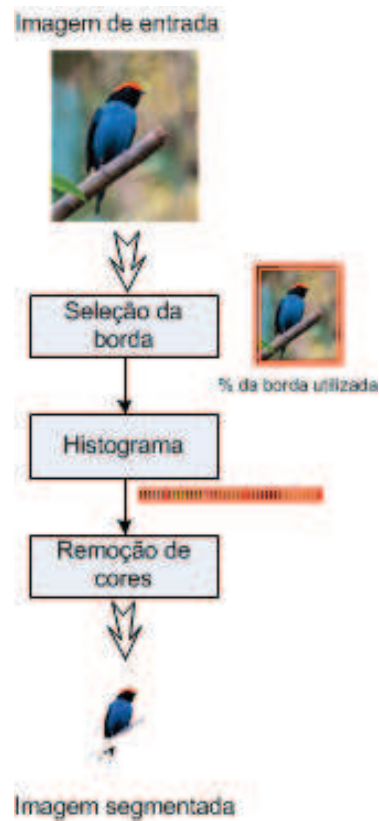 Imagem de entrada
Seleção da
borda
% da borda utilizada
Histograma
Remoção de
cores
Imagem segmentada